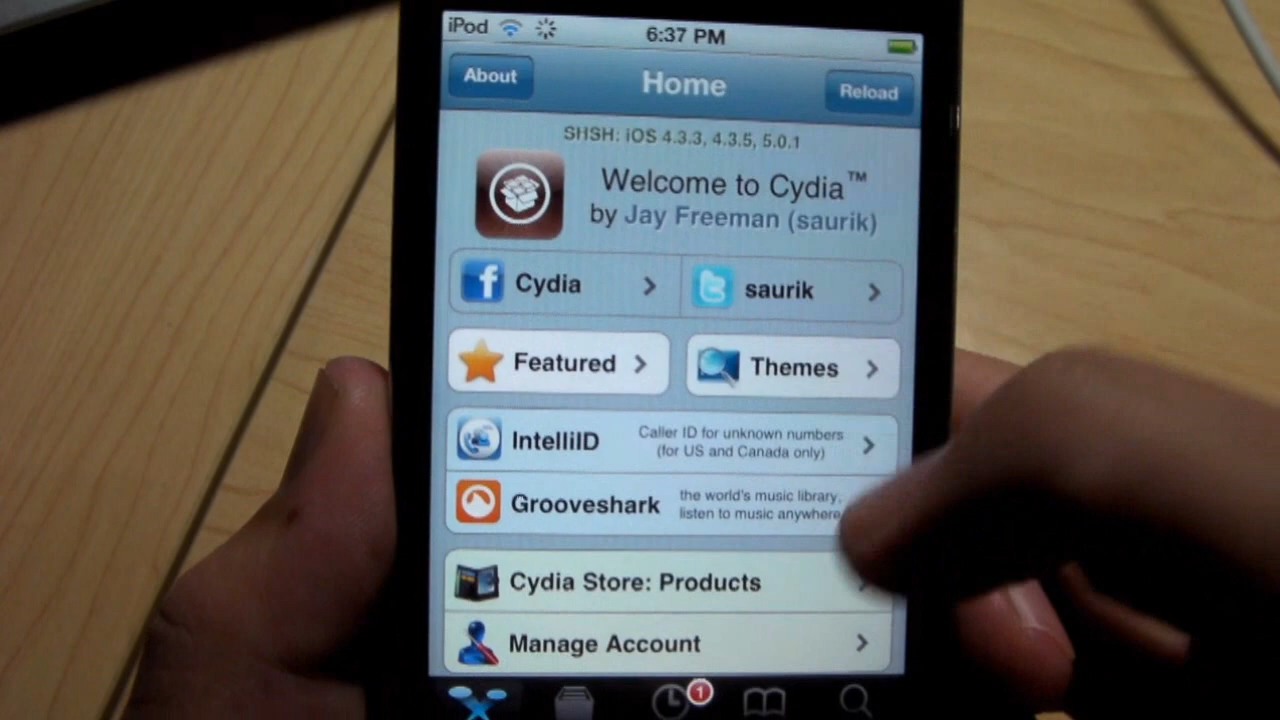 iPod 6:37 PM
About Home Reload
SHSH: iOS 4.3.3, 4.3.5, 5.0.1
Welcome to Cydia™
by Jay Freeman (saurik)
Cydia saurik
Featured Themes
IntelliID Caller ID for unknown numbers
(for US and Canada only)
Grooveshark the world's music library,
listen to music anywhere
Cydia Store: Products
Manage Account
1